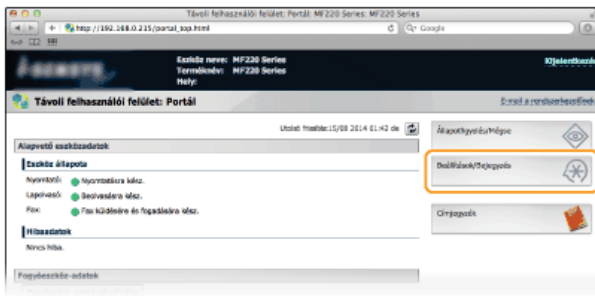 Távoli felhasználói felület: Portál: MF220 Series: MF220 Series
http://192.168.0.215/portal_top.html
Google
Eszköz neve: MF220 Series
Terméknév: MF220 Series
Hely:
Kijelentkezés
Távoli felhasználói felület: Portál
Utolsó frissítés:15/08 2014 01:42 de
Alapvető eszközadatok
Eszköz állapota
Nyomtató: Nyomtatásra kész.
Lapolvasó: Beolvasásra kész.
Fax: Fax küldésére és fogadására kész.
Hibaadatok
Nincs hiba.
Fogyóeszköz-adatok
Állapotfigyelés/Mégse
Beállítások/Bejegyzés
Címjegyzék